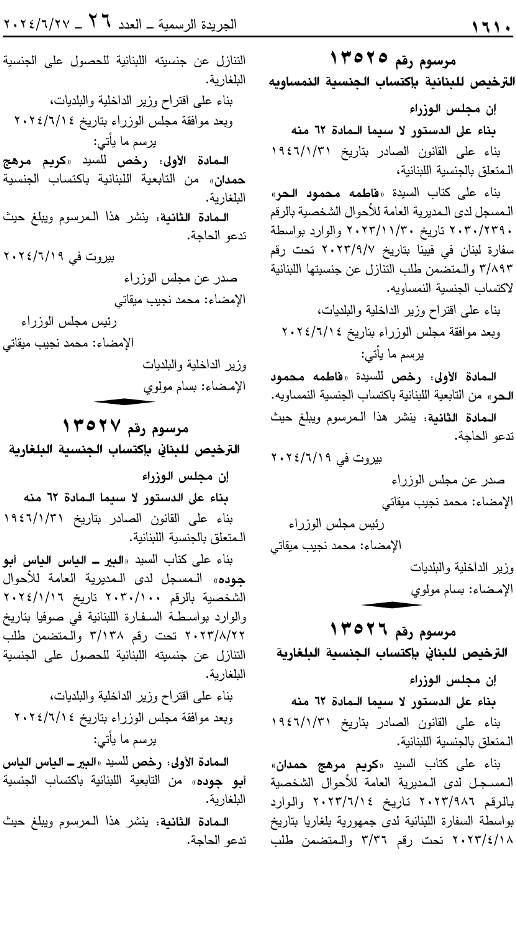 ١٦١٠
الجريدة الرسمية ــ العدد ٢٦ ــ ٢٠٢٤/٦/٢٧
مرسوم رقم ١٣٥٢٥
الترخيص للبنانية بإكتساب الجنسية النمساويه
إن مجلس الوزراء
بناء على الدستور لا سيما المادة ٦٢ منه
بناء على القانون الصادر بتاريخ ١٩٤٦/١/٣١
المتعلق بالجنسية اللبنانية،
بناء على كتاب السيدة «فاطمه محمود الحر»
المسجل لدى المديرية العامة للأحوال الشخصية بالرقم
٢٠٣٠/٢٣٩٠ تاريخ ٢٠٢٣/١١/٣٠ والوارد بواسطة
سفارة لبنان في فيينا بتاريخ ٢٠٢٣/٩/٧ تحت رقم
٣/٨٩٣ والمتضمن طلب التنازل عن جنسيتها اللبنانية
لاكتساب الجنسية النمساويه.
بناء على اقتراح وزير الداخلية والبلديات،
وبعد موافقة مجلس الوزراء بتاريخ ٢٠٢٤/٦/١٤
يرسم ما يأتي:
المادة الأولى: رخص للسيدة «فاطمه محمود
الحر» من التابعية اللبنانية باكتساب الجنسية النمساويه.
المادة الثانية: ينشر هذا المرسوم ويبلغ حيث
تدعو الحاجة.
بيروت في ٢٠٢٤/٦/١٩
صدر عن مجلس الوزراء
الإمضاء: محمد نجيب ميقاتي
رئيس مجلس الوزراء
الإمضاء: محمد نجيب ميقاتي
وزير الداخلية والبلديات
الإمضاء: بسام مولوي
مرسوم رقم ١٣٥٢٦
الترخيص للبناني بإكتساب الجنسية البلغارية
إن مجلس الوزراء
بناء على الدستور لا سيما المادة ٦٢ منه
بناء على القانون الصادر بتاريخ ١٩٤٦/١/٣١
المتعلق بالجنسية اللبنانية.
بناء على كتاب السيد «كريم مرهج حمدان»
المسجل لدى المديرية العامة للأحوال الشخصية
بالرقم ٢٠٢٣/٩٨٦ تاريخ ٢٠٢٣/٦/١٤ والوارد
بواسطة السفارة اللبنانية لدى جمهورية بلغاريا بتاريخ
٢٠٢٣/٤/١٨ تحت رقم ٣/٣٦ والمتضمن طلب
التنازل عن جنسيته اللبنانية للحصول على الجنسية
البلغارية.
بناء على اقتراح وزير الداخلية والبلديات،
وبعد موافقة مجلس الوزراء بتاريخ ٢٠٢٤/٦/١٤
يرسم ما يأتي:
المادة الأولى: رخص للسيد «كريم مرهج
حمدان» من التابعية اللبنانية باكتساب الجنسية
البلغارية.
المادة الثانية: ينشر هذا المرسوم ويبلغ حيث
تدعو الحاجة.
بيروت في ٢٠٢٤/٦/١٩
صدر عن مجلس الوزراء
الإمضاء: محمد نجيب ميقاتي
رئيس مجلس الوزراء
الإمضاء: محمد نجيب ميقاتي
وزير الداخلية والبلديات
الإمضاء: بسام مولوي
مرسوم رقم ١٣٥٢٧
الترخيص للبناني بإكتساب الجنسية البلغارية
إن مجلس الوزراء
بناء على الدستور لا سيما المادة ٦٢ منه
بناء على القانون الصادر بتاريخ ١٩٤٦/١/٣١
المتعلق بالجنسية اللبنانية.
بناء على كتاب السيد «البير ــ الياس الياس أبو
جوده» المسجل لدى المديرية العامة للأحوال
الشخصية بالرقم ٢٠٣٠/١٠٠ تاريخ ٢٠٢٤/١/١٦
والوارد بواسطة السفارة اللبنانية في صوفيا بتاريخ
٢٠٢٣/٨/٢٢ تحت رقم ٣/١٣٨ والمتضمن طلب
التنازل عن جنسيته اللبنانية للحصول على الجنسية
البلغارية.
بناء على اقتراح وزير الداخلية والبلديات،
وبعد موافقة مجلس الوزراء بتاريخ ٢٠٢٤/٦/١٤
يرسم ما يأتي:
المادة الأولى: رخص للسيد «البير ــ الياس الياس
أبو جوده» من التابعية اللبنانية باكتساب الجنسية
البلغارية.
المادة الثانية: ينشر هذا المرسوم ويبلغ حيث
تدعو الحاجة.